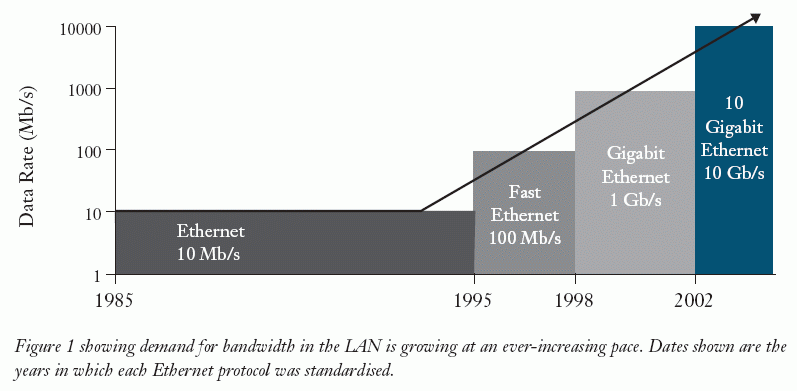 10000
1000
100
10
1
Data Rate (Mb/s)
Ethernet
10 Mb/s
Fast
Ethernet
100 Mb/s
Gigabit
Ethernet
1 Gb/s
10
Gigabit
Ethernet
10 Gb/s
1985
1995
1998
2002
Figure 1 showing demand for bandwidth in the LAN is growing at an ever-increasing pace. Dates shown are the
years in which each Ethernet protocol was standardised.